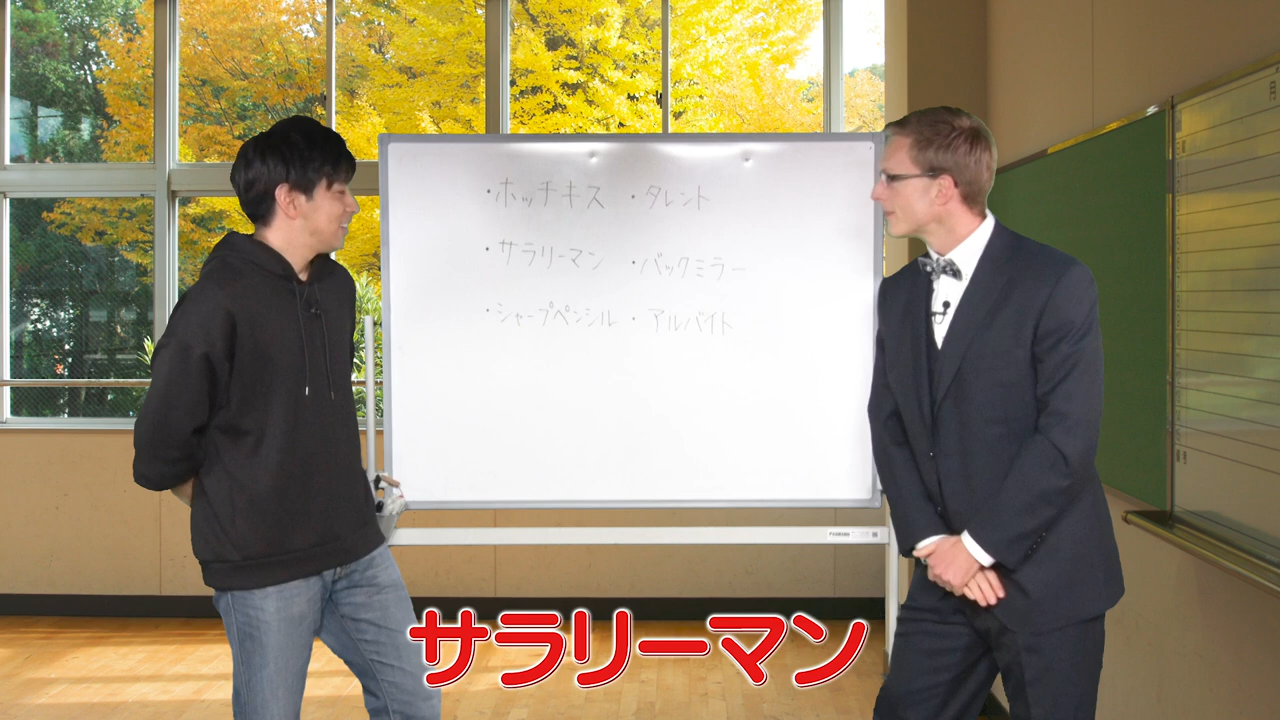 ・ホッチキス ・タレント
・サラリーマン ・バックミラー
・シャープペンシル ・アルバイト
月
サラリーマン